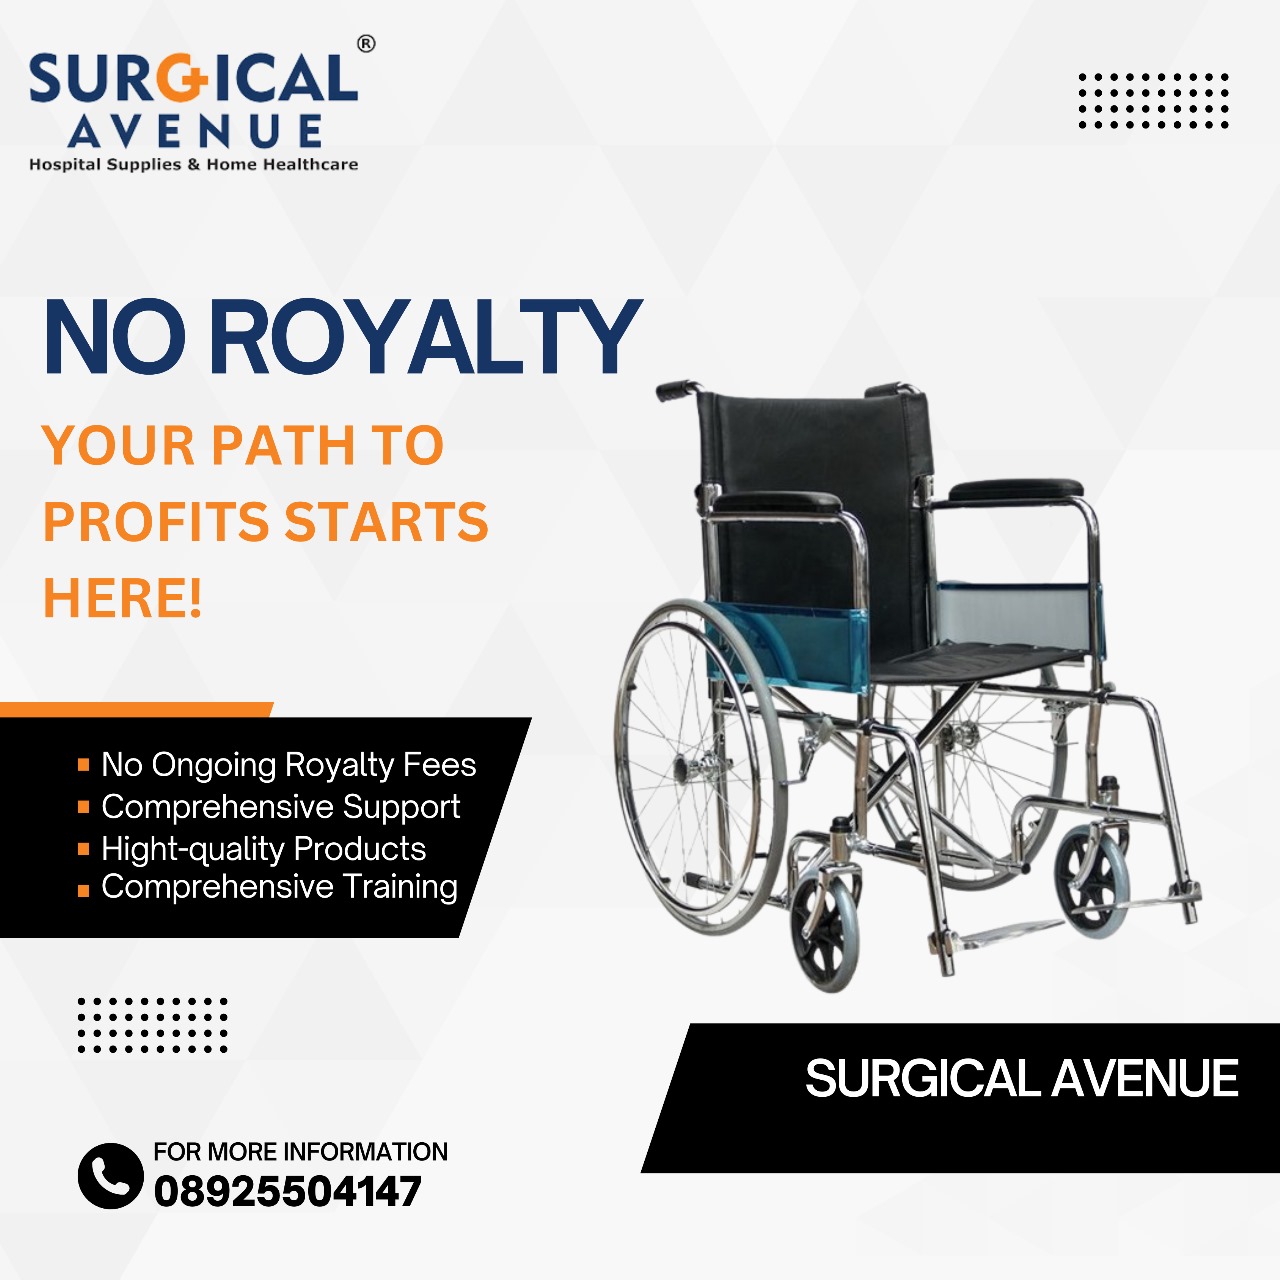 SURGICAL®
AVENUE
Hospital Supplies & Home Healthcare
NO ROYALTY
YOUR PATH TO
PROFITS STARTS
HERE!
No Ongoing Royalty Fees
Comprehensive Support
Hight-quality Products
Comprehensive Training
SURGICAL AVENUE
FOR MORE INFORMATION
08925504147